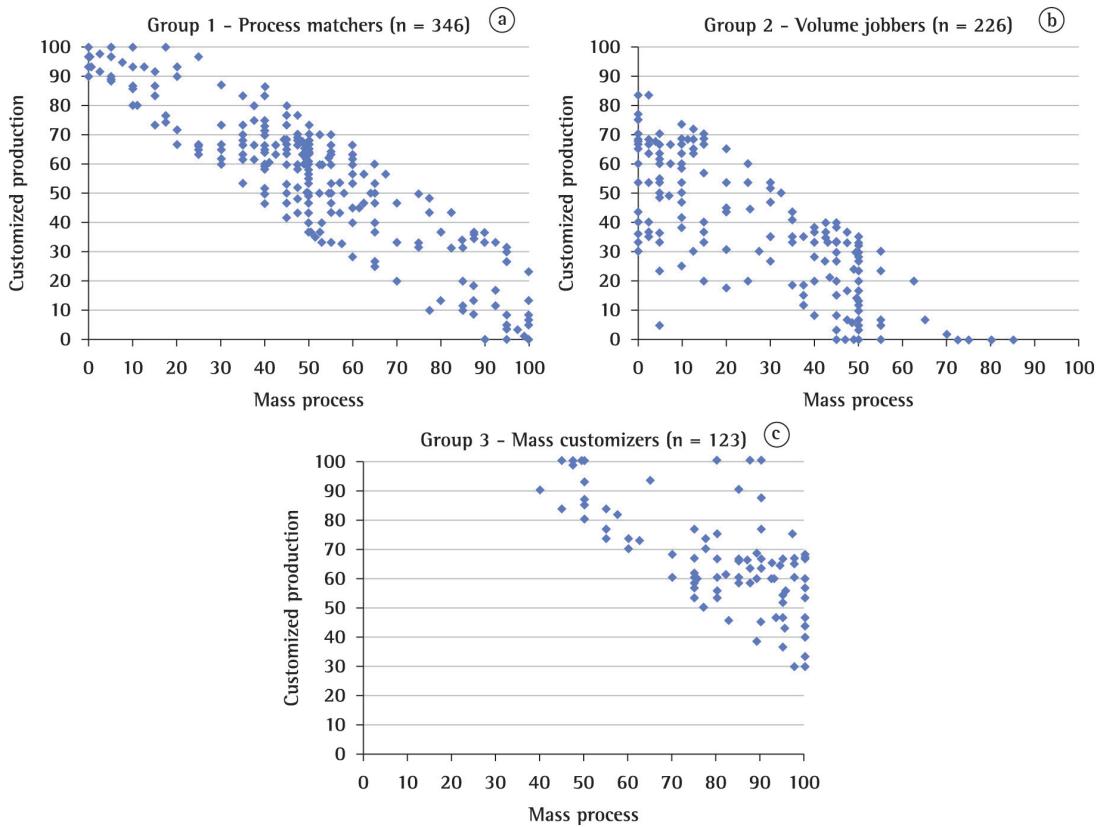 Group 1 - Process matchers (n = 346) a
100
90
80
70
60
50
40
30
20
10
0
Customized production
0 10 20 30 40 50 60 70 80 90 100
Mass process
Group 2 - Volume jobbers (n = 226) b
100
90
80
70
60
50
40
30
20
10
0
Customized production
0 10 20 30 40 50 60 70 80 90 100
Mass process
Group 3 - Mass customizers (n = 123) c
100
90
80
70
60
50
40
30
20
10
0
Customized production
0 10 20 30 40 50 60 70 80 90 100
Mass process